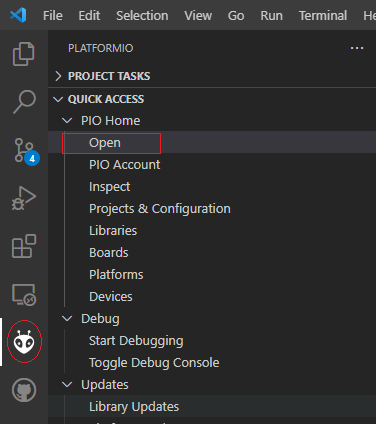 File Edit Selection View Go Run Terminal
PLATFORMIO
PROJECT TASKS
QUICK ACCESS
PIO Home
Open
PIO Account
Inspect
Projects & Configuration
Libraries
Boards
4
Platforms
Devices
Debug
Start Debugging
Toggle Debug Console
Updates
Library Updates